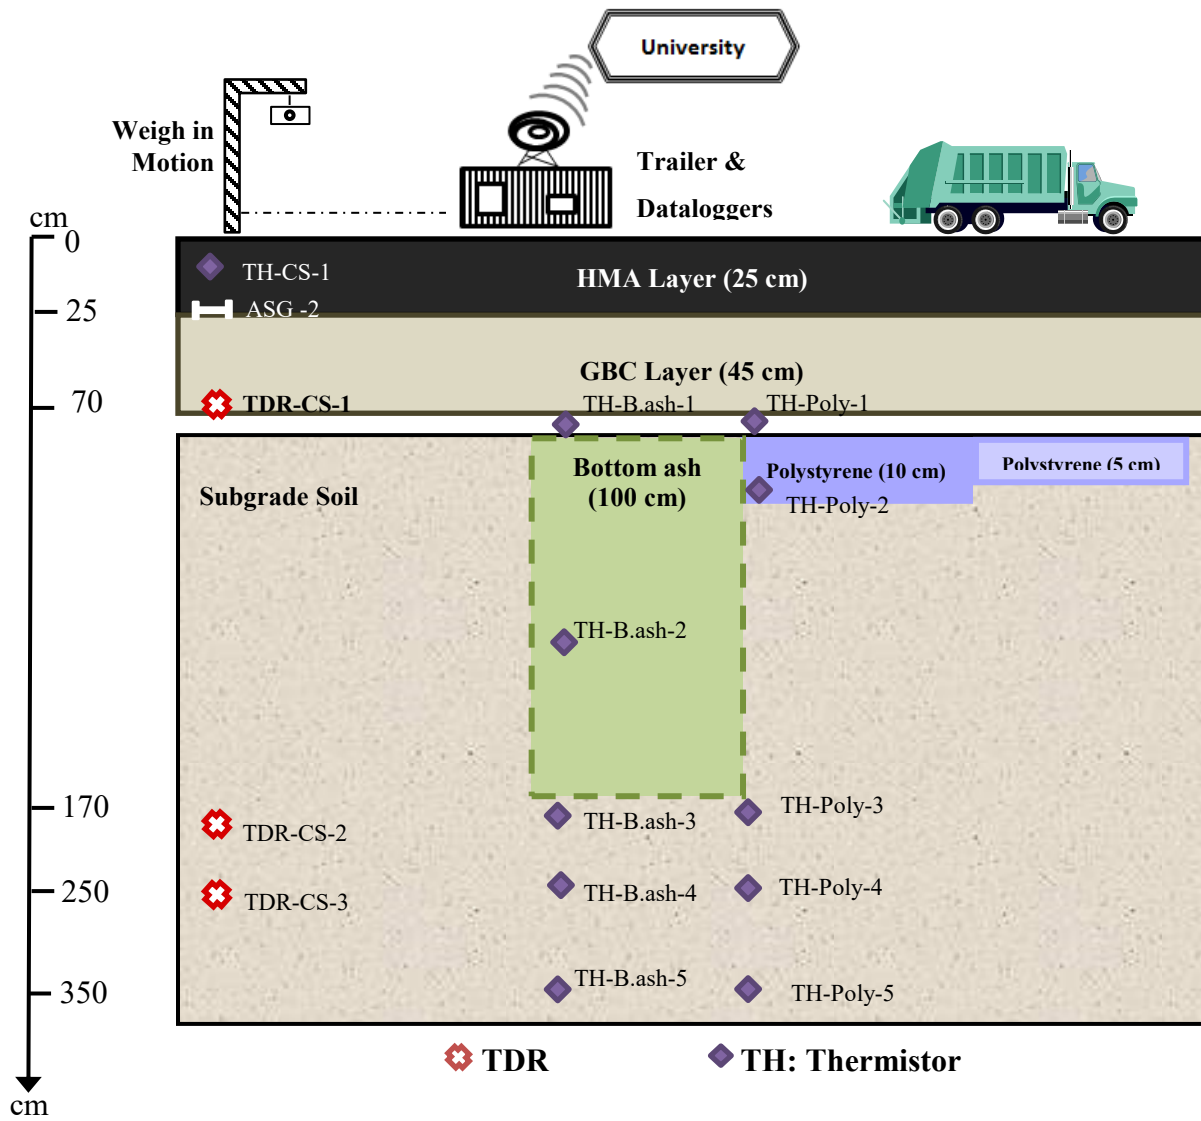 University
Weigh in
Motion
Trailer &
Dataloggers
cm
0
TH-CS-1
HMA Layer (25 cm)
25
ASG -2
GBC Layer (45 cm)
70
TDR-CS-1
TH-B.ash-1
TH-Poly-1
Bottom ash
(100 cm)
Polystyrene (10 cm)
Polystyrene (5 cm)
Subgrade Soil
TH-Poly-2
TH-B.ash-2
170
TH-Poly-3
TH-B.ash-3
TDR-CS-2
250
TH-B.ash-4
TH-Poly-4
TDR-CS-3
TH-B.ash-5
350
TH-Poly-5
TDR
TH: Thermistor
cm